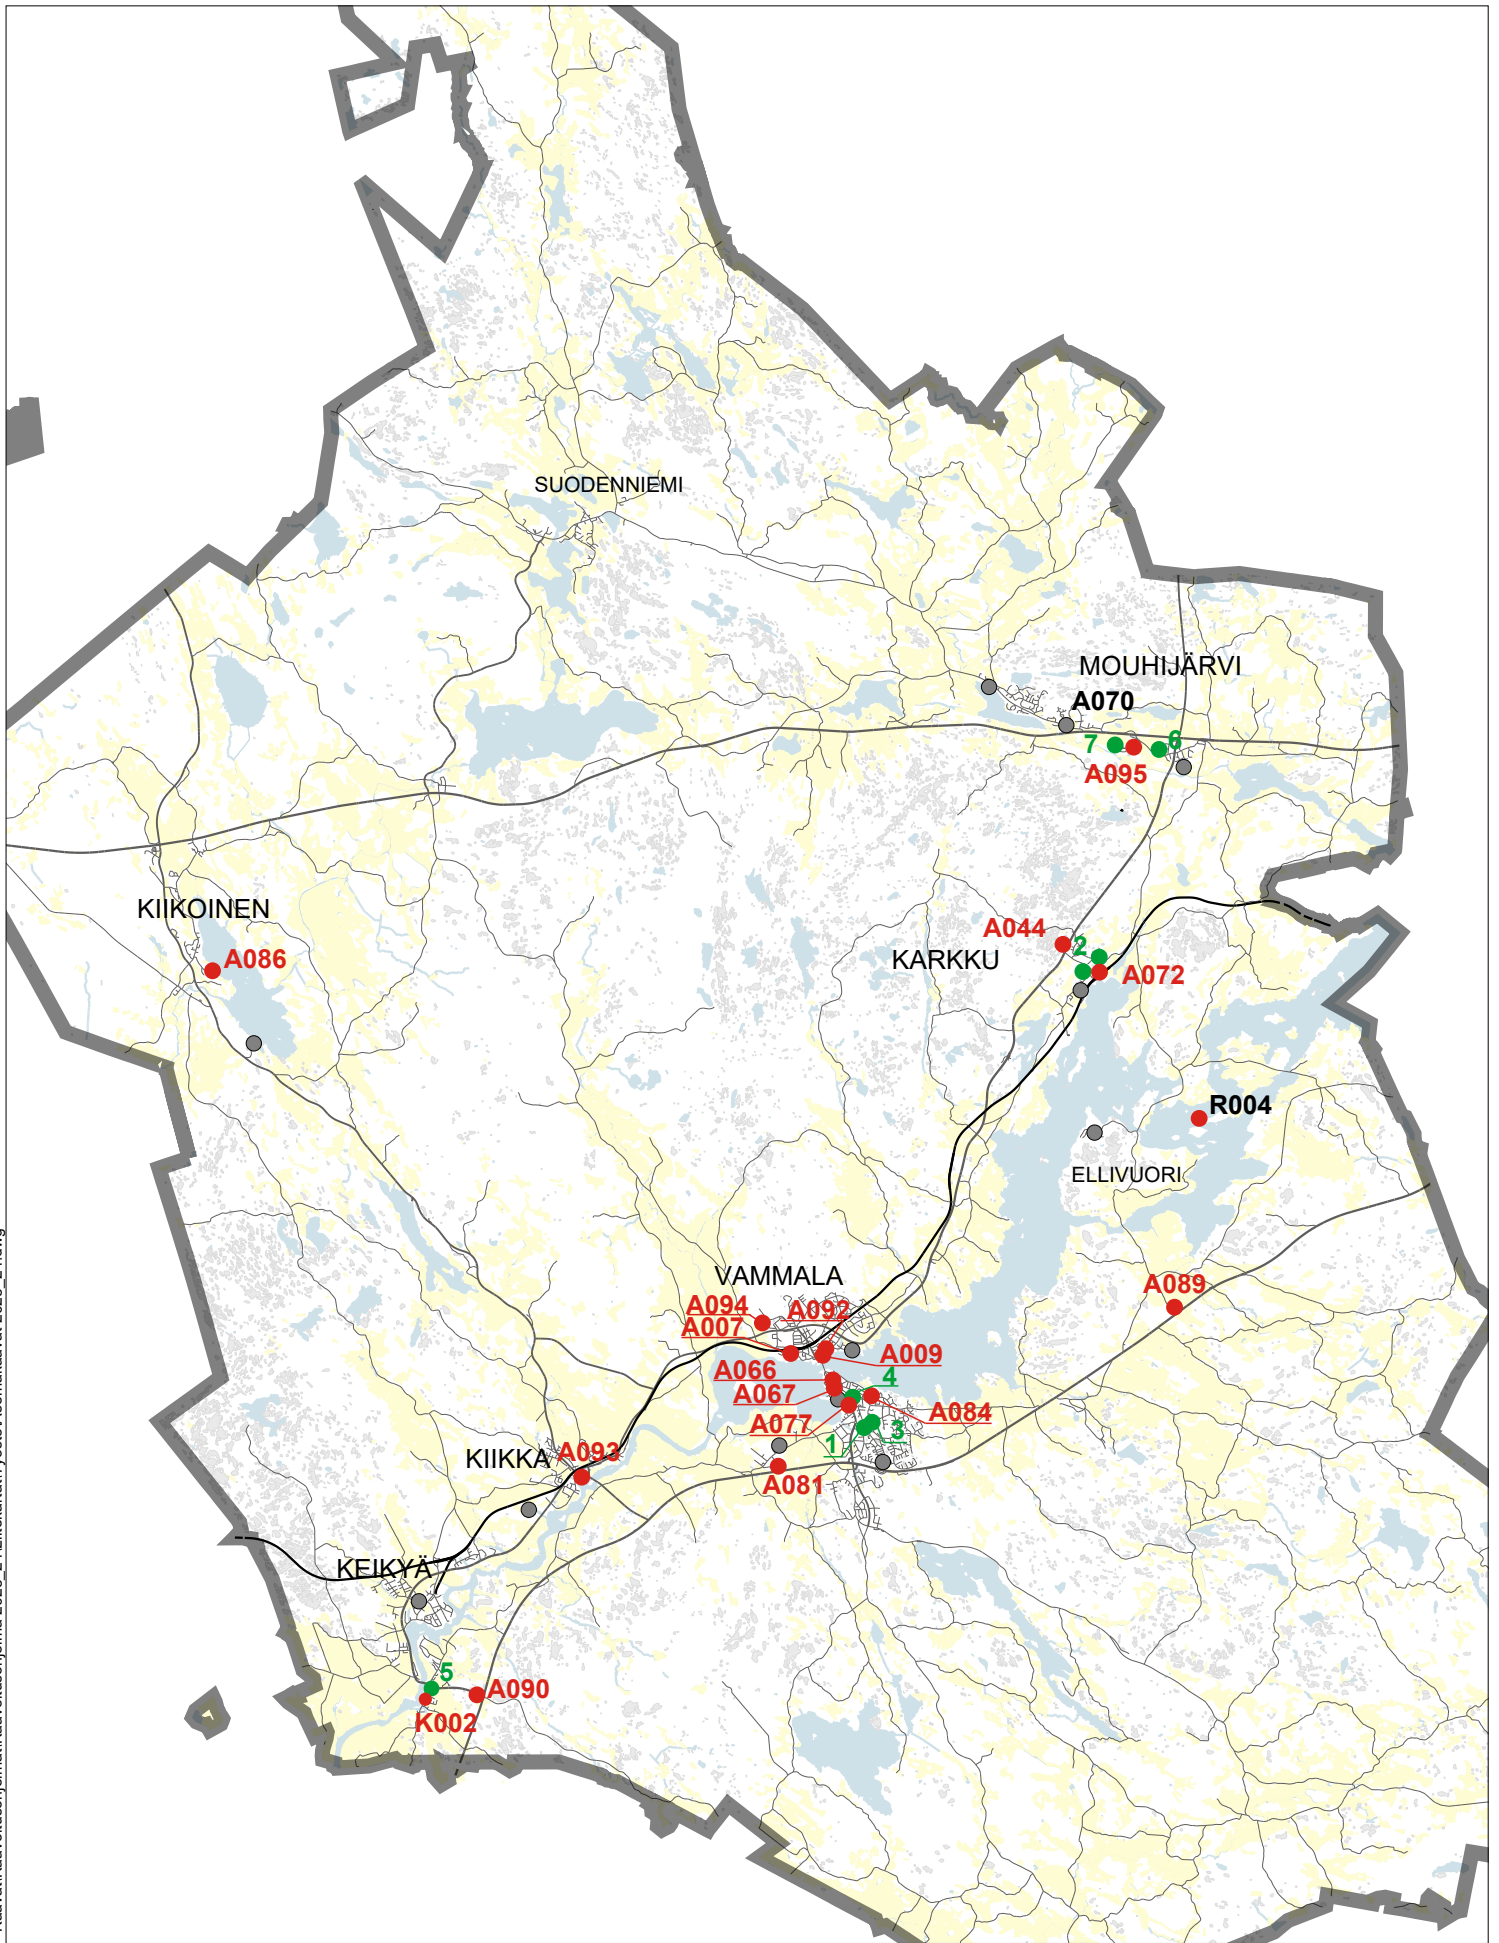 SUODENNIEMI
MOUHIJÄRVI
A070
7
6
A095
KIIKOINEN
A086
A044
2
KARKKU
A072
R004
ELLIVUORI
VAMMALA
A089
A094
A092
A007
A009
A066
4
A067
A084
A077
3
1
KIIKKA
A093
A081
KEIKYÄ
5
A090
K002